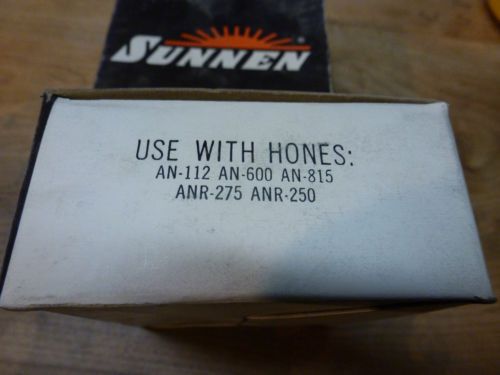 SUNNEN
USE WITH HONES:
AN-112 AN-600 AN-815
ANR-275 ANR-250